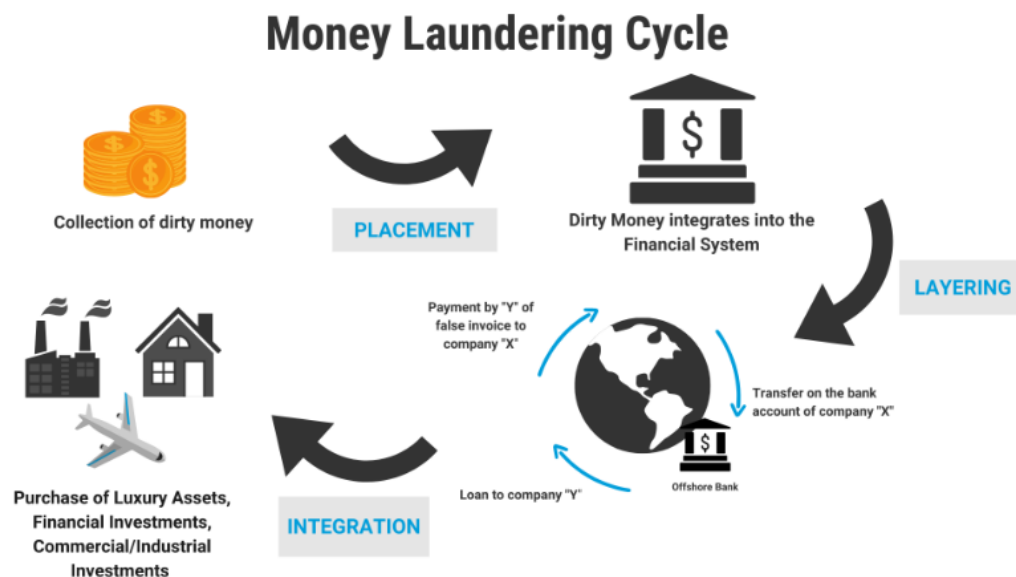 Money Laundering Cycle
Collection of dirty money
PLACEMENT
Dirty Money integrates into the
Financial System
LAYERING
Payment by "Y" of
false invoice to
company "X"
Transfer on the bank
account of company "X"
Offshore Bank
Loan to company "Y"
INTEGRATION
Purchase of Luxury Assets,
Financial Investments,
Commercial/Industrial
Investments